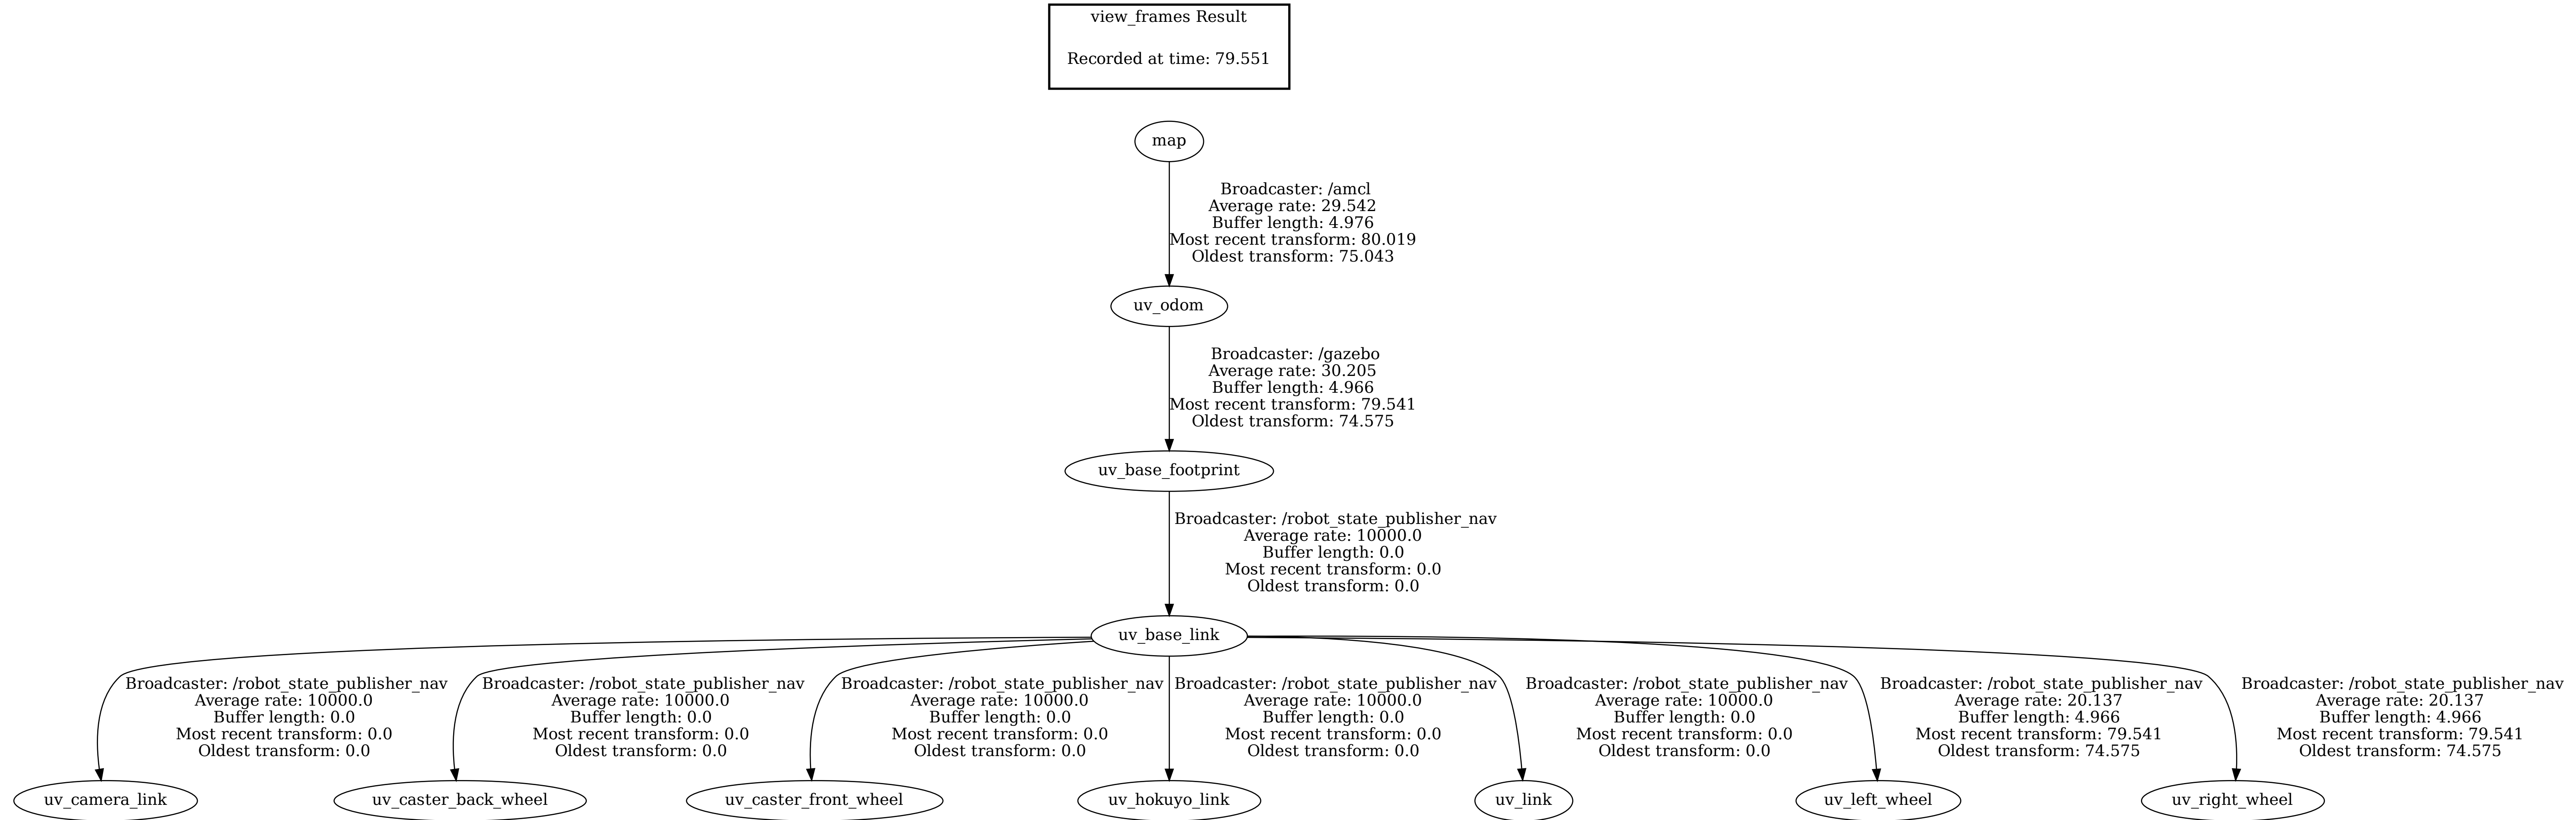 view_frames Result
Recorded at time: 79.551
map
Broadcaster: /amcl
Average rate: 29.542
Buffer length: 4.976
Most recent transform: 80.019
Oldest transform: 75.043
uv_odom
Broadcaster: /gazebo
Average rate: 30.205
Buffer length: 4.966
Most recent transform: 79.541
Oldest transform: 74.575
uv_base_footprint
Broadcaster: /robot_state_publisher_nav
Average rate: 10000.0
Buffer length: 0.0
Most recent transform: 0.0
Oldest transform: 0.0
uv_base_link
Broadcaster: /robot_state_publisher_nav
Average rate: 10000.0
Buffer length: 0.0
Most recent transform: 0.0
Oldest transform: 0.0
Broadcaster: /robot_state_publisher_nav
Average rate: 10000.0
Buffer length: 0.0
Most recent transform: 0.0
Oldest transform: 0.0
Broadcaster: /robot_state_publisher_nav
Average rate: 10000.0
Buffer length: 0.0
Most recent transform: 0.0
Oldest transform: 0.0
Broadcaster: /robot_state_publisher_nav
Average rate: 10000.0
Buffer length: 0.0
Most recent transform: 0.0
Oldest transform: 0.0
Broadcaster: /robot_state_publisher_nav
Average rate: 10000.0
Buffer length: 0.0
Most recent transform: 0.0
Oldest transform: 0.0
Broadcaster: /robot_state_publisher_nav
Average rate: 20.137
Buffer length: 4.966
Most recent transform: 79.541
Oldest transform: 74.575
Broadcaster: /robot_state_publisher_nav
Average rate: 20.137
Buffer length: 4.966
Most recent transform: 79.541
Oldest transform: 74.575
uv_camera_link
uv_caster_back_wheel
uv_caster_front_wheel
uv_hokuyo_link
uv_link
uv_left_wheel
uv_right_wheel